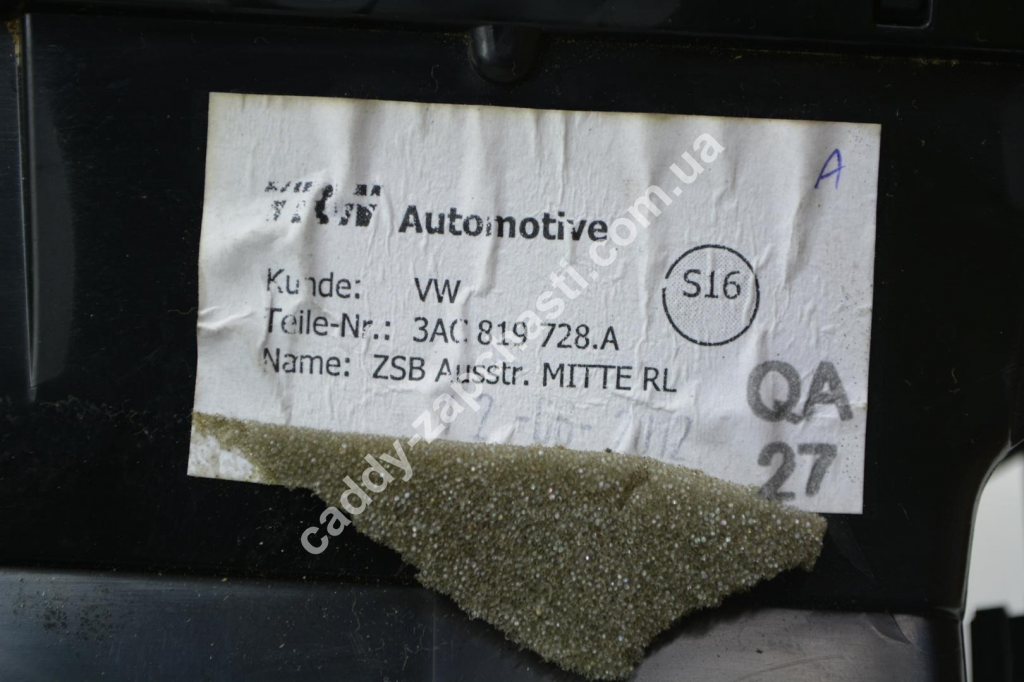 A
TRW Automotive
S16
Kunde: VW
Teile-Nr.: 3AC 819 728.A
Name: ZSB Ausstr. MITTE RL
QA
27
caddy-zapchasti.com.ua